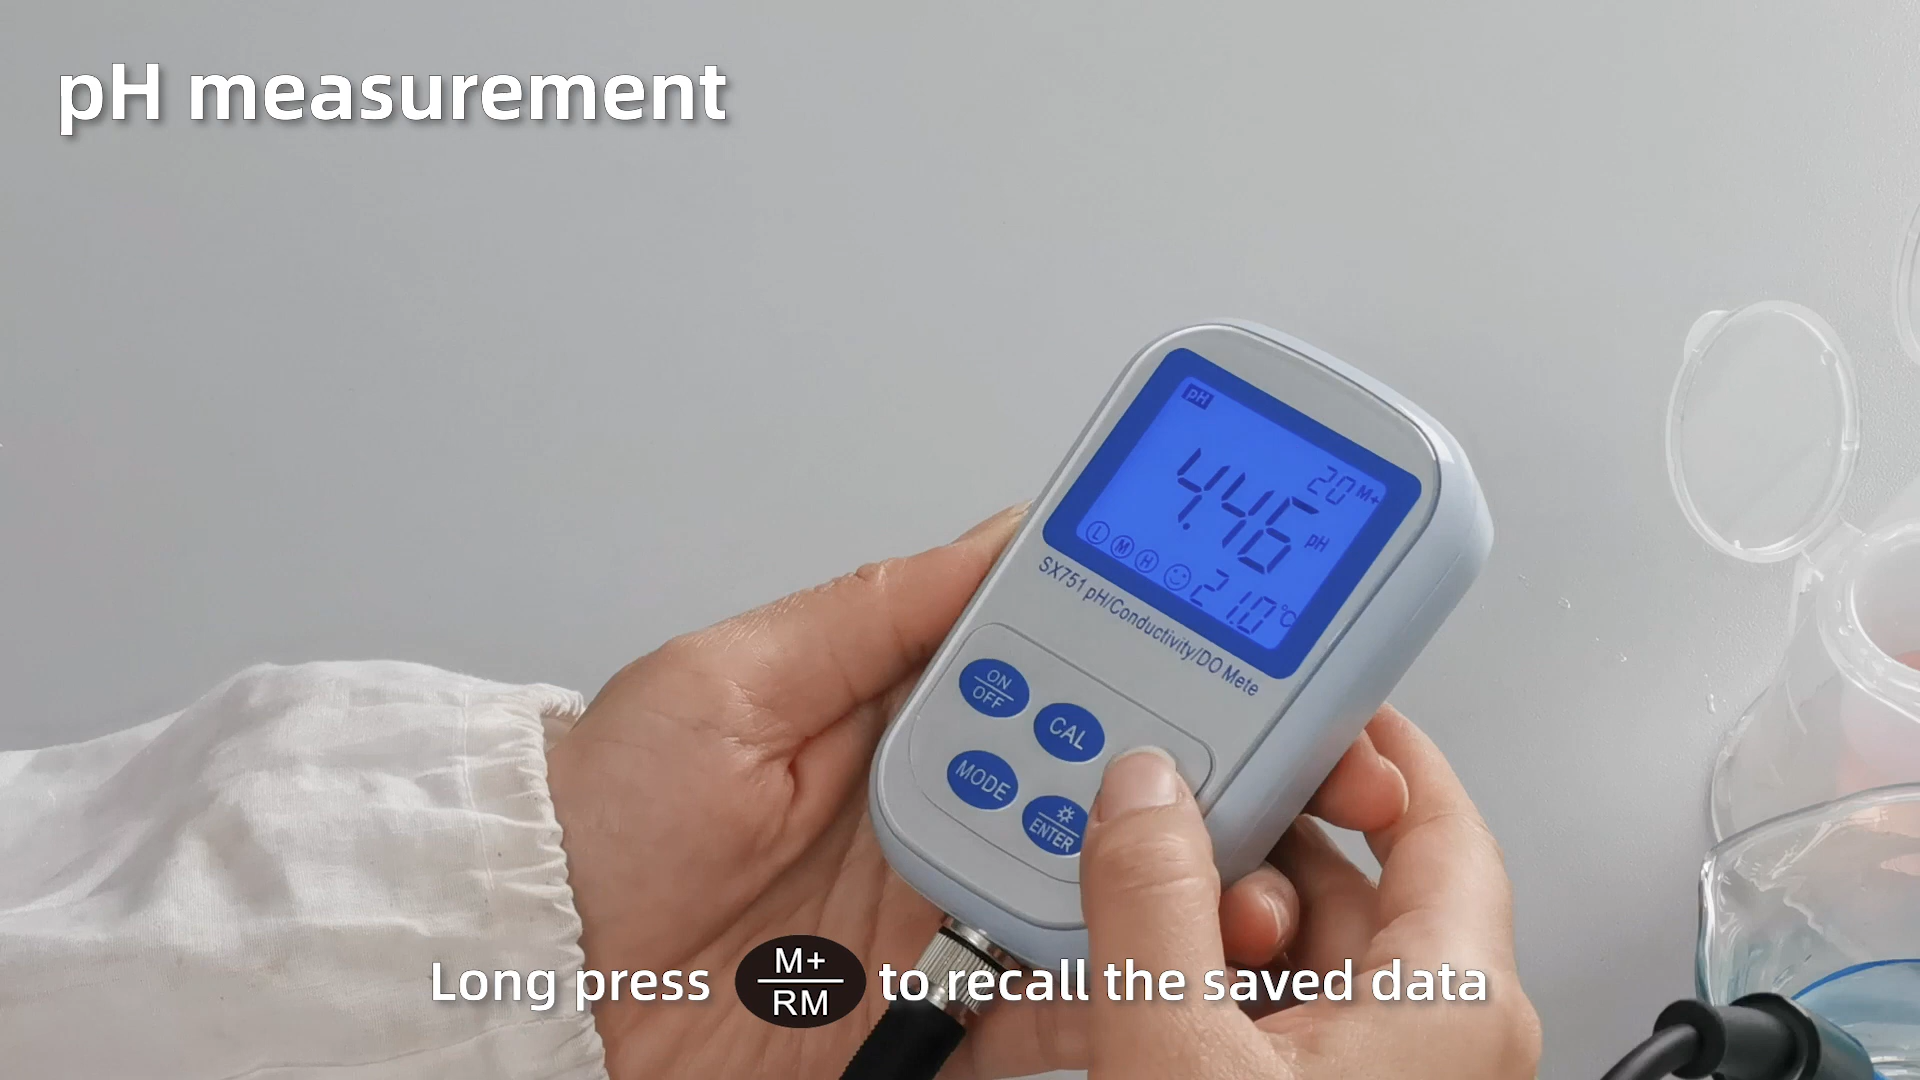 pH measurement
pH
20 M+
4.46 pH
L M H
21.0 °C
SX751 pH/Conductivity/DO Mete
ON
OFF
CAL
MODE
ENTER
Long press M+
RM to recall the saved data